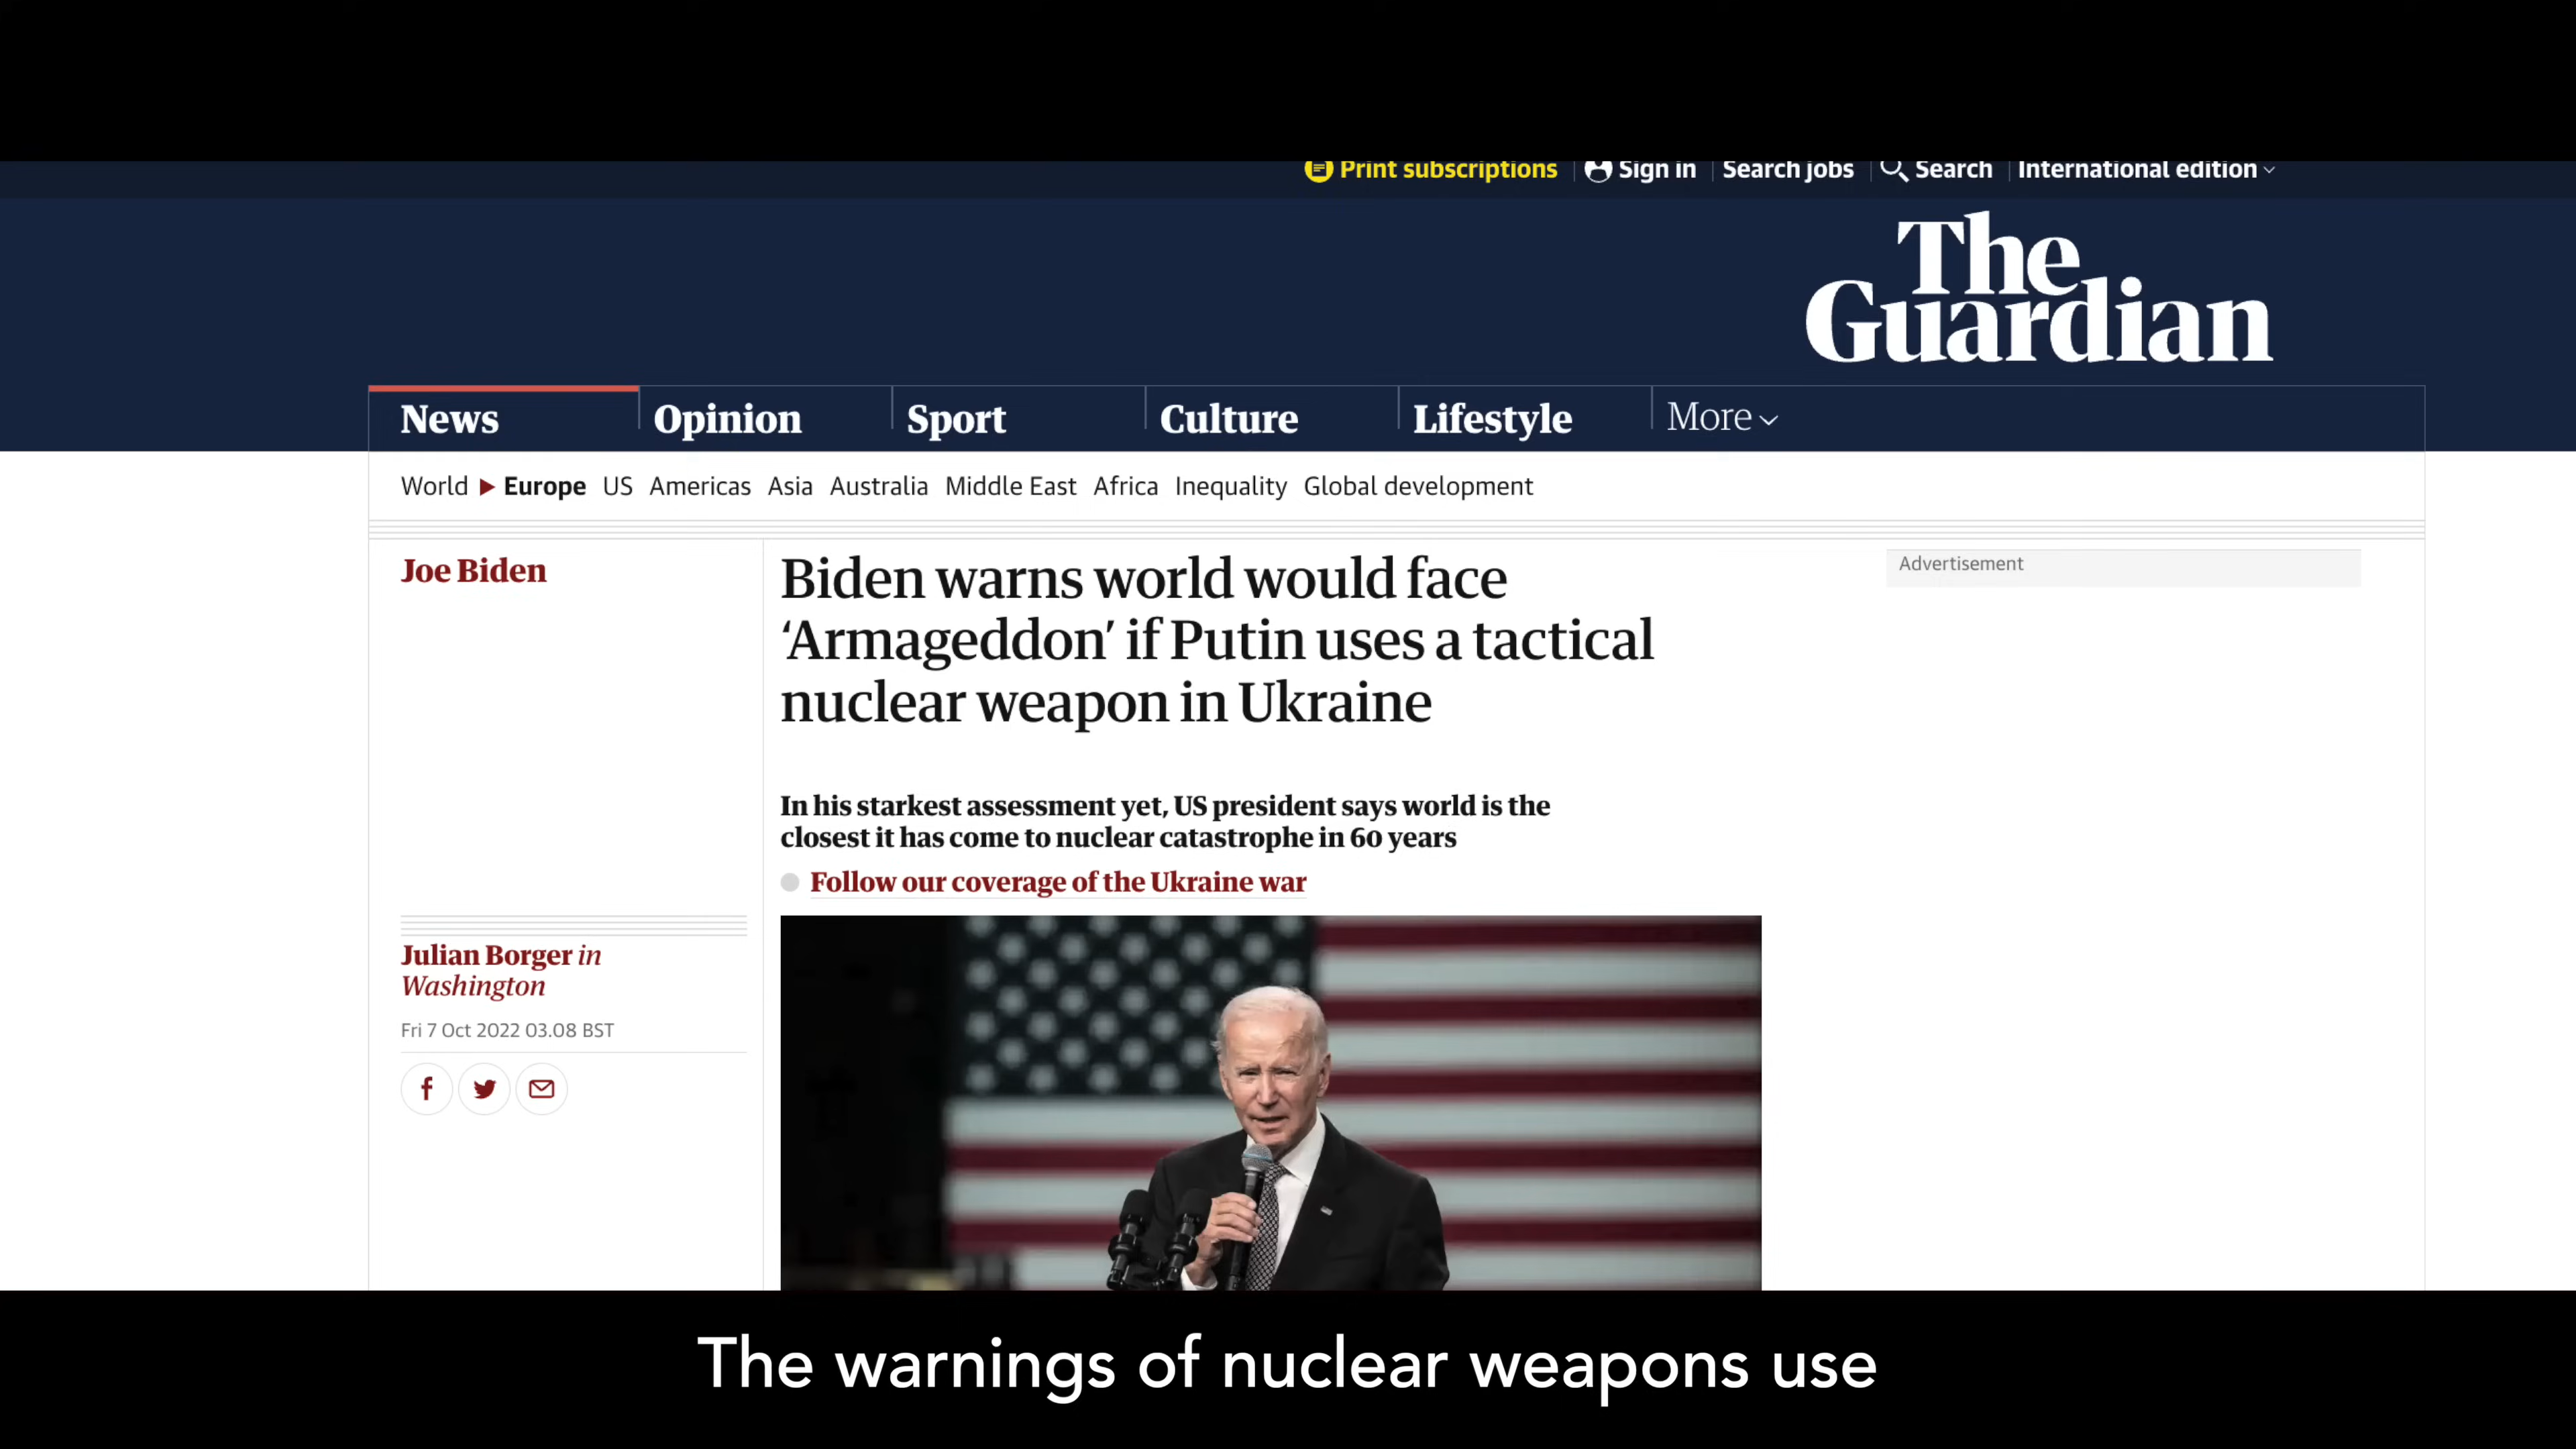 Print subscriptions Sign in Search jobs Search International edition
The
Guardian
News Opinion Sport Culture Lifestyle More
World Europe US Americas Asia Australia Middle East Africa Inequality Global development
Joe Biden
Biden warns world would face
‘Armageddon’ if Putin uses a tactical
nuclear weapon in Ukraine
Advertisement
In his starkest assessment yet, US president says world is the
closest it has come to nuclear catastrophe in 60 years
Follow our coverage of the Ukraine war
Julian Borger in
Washington
Fri 7 Oct 2022 03.08 BST
The warnings of nuclear weapons use